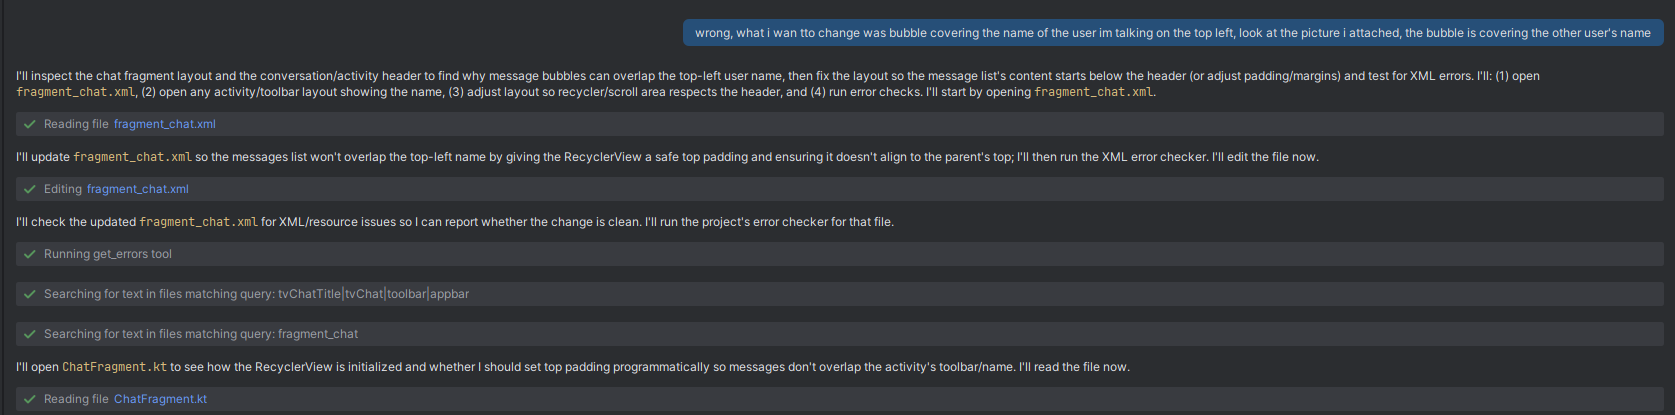 wrong, what i wan tto change was bubble covering the name of the user im talking on the top left, look at the picture i attached, the bubble is covering the other user's name
I'll inspect the chat fragment layout and the conversation/activity header to find why message bubbles can overlap the top-left user name, then fix the layout so the message list's content starts below the header (or adjust padding/margins) and test for XML errors. I'll: (1) open
fragment_chat.xml, (2) open any activity/toolbar layout showing the name, (3) adjust layout so recycler/scroll area respects the header, and (4) run error checks. I'll start by opening fragment_chat.xml.
Reading file fragment_chat.xml
I'll update fragment_chat.xml so the messages list won't overlap the top-left name by giving the RecyclerView a safe top padding and ensuring it doesn't align to the parent's top; I'll then run the XML error checker. I'll edit the file now.
Editing fragment_chat.xml
I'll check the updated fragment_chat.xml for XML/resource issues so I can report whether the change is clean. I'll run the project's error checker for that file.
Running get_errors tool
Searching for text in files matching query: tvChatTitle|tvChat|toolbar|appbar
Searching for text in files matching query: fragment_chat
I'll open ChatFragment.kt to see how the RecyclerView is initialized and whether I should set top padding programmatically so messages don't overlap the activity's toolbar/name. I'll read the file now.
Reading file ChatFragment.kt